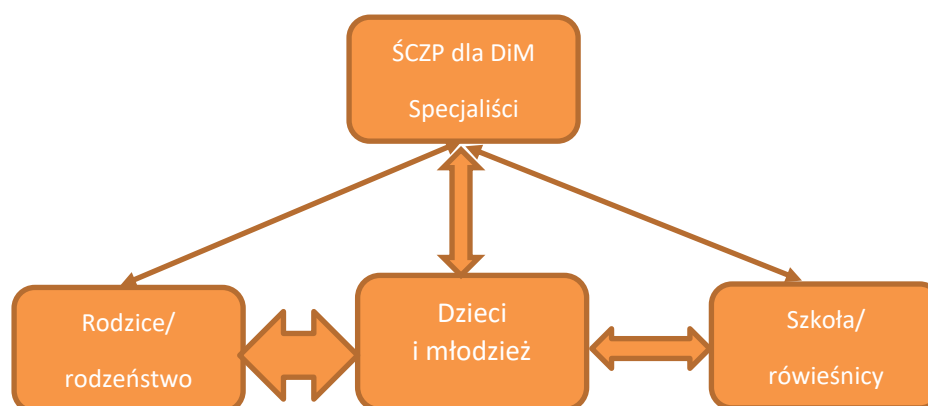 ŚCZP dla DiM
Specjaliści
Rodzice/
rodzeństwo
Dzieci
i młodzież
Szkoła/
rówieśnicy